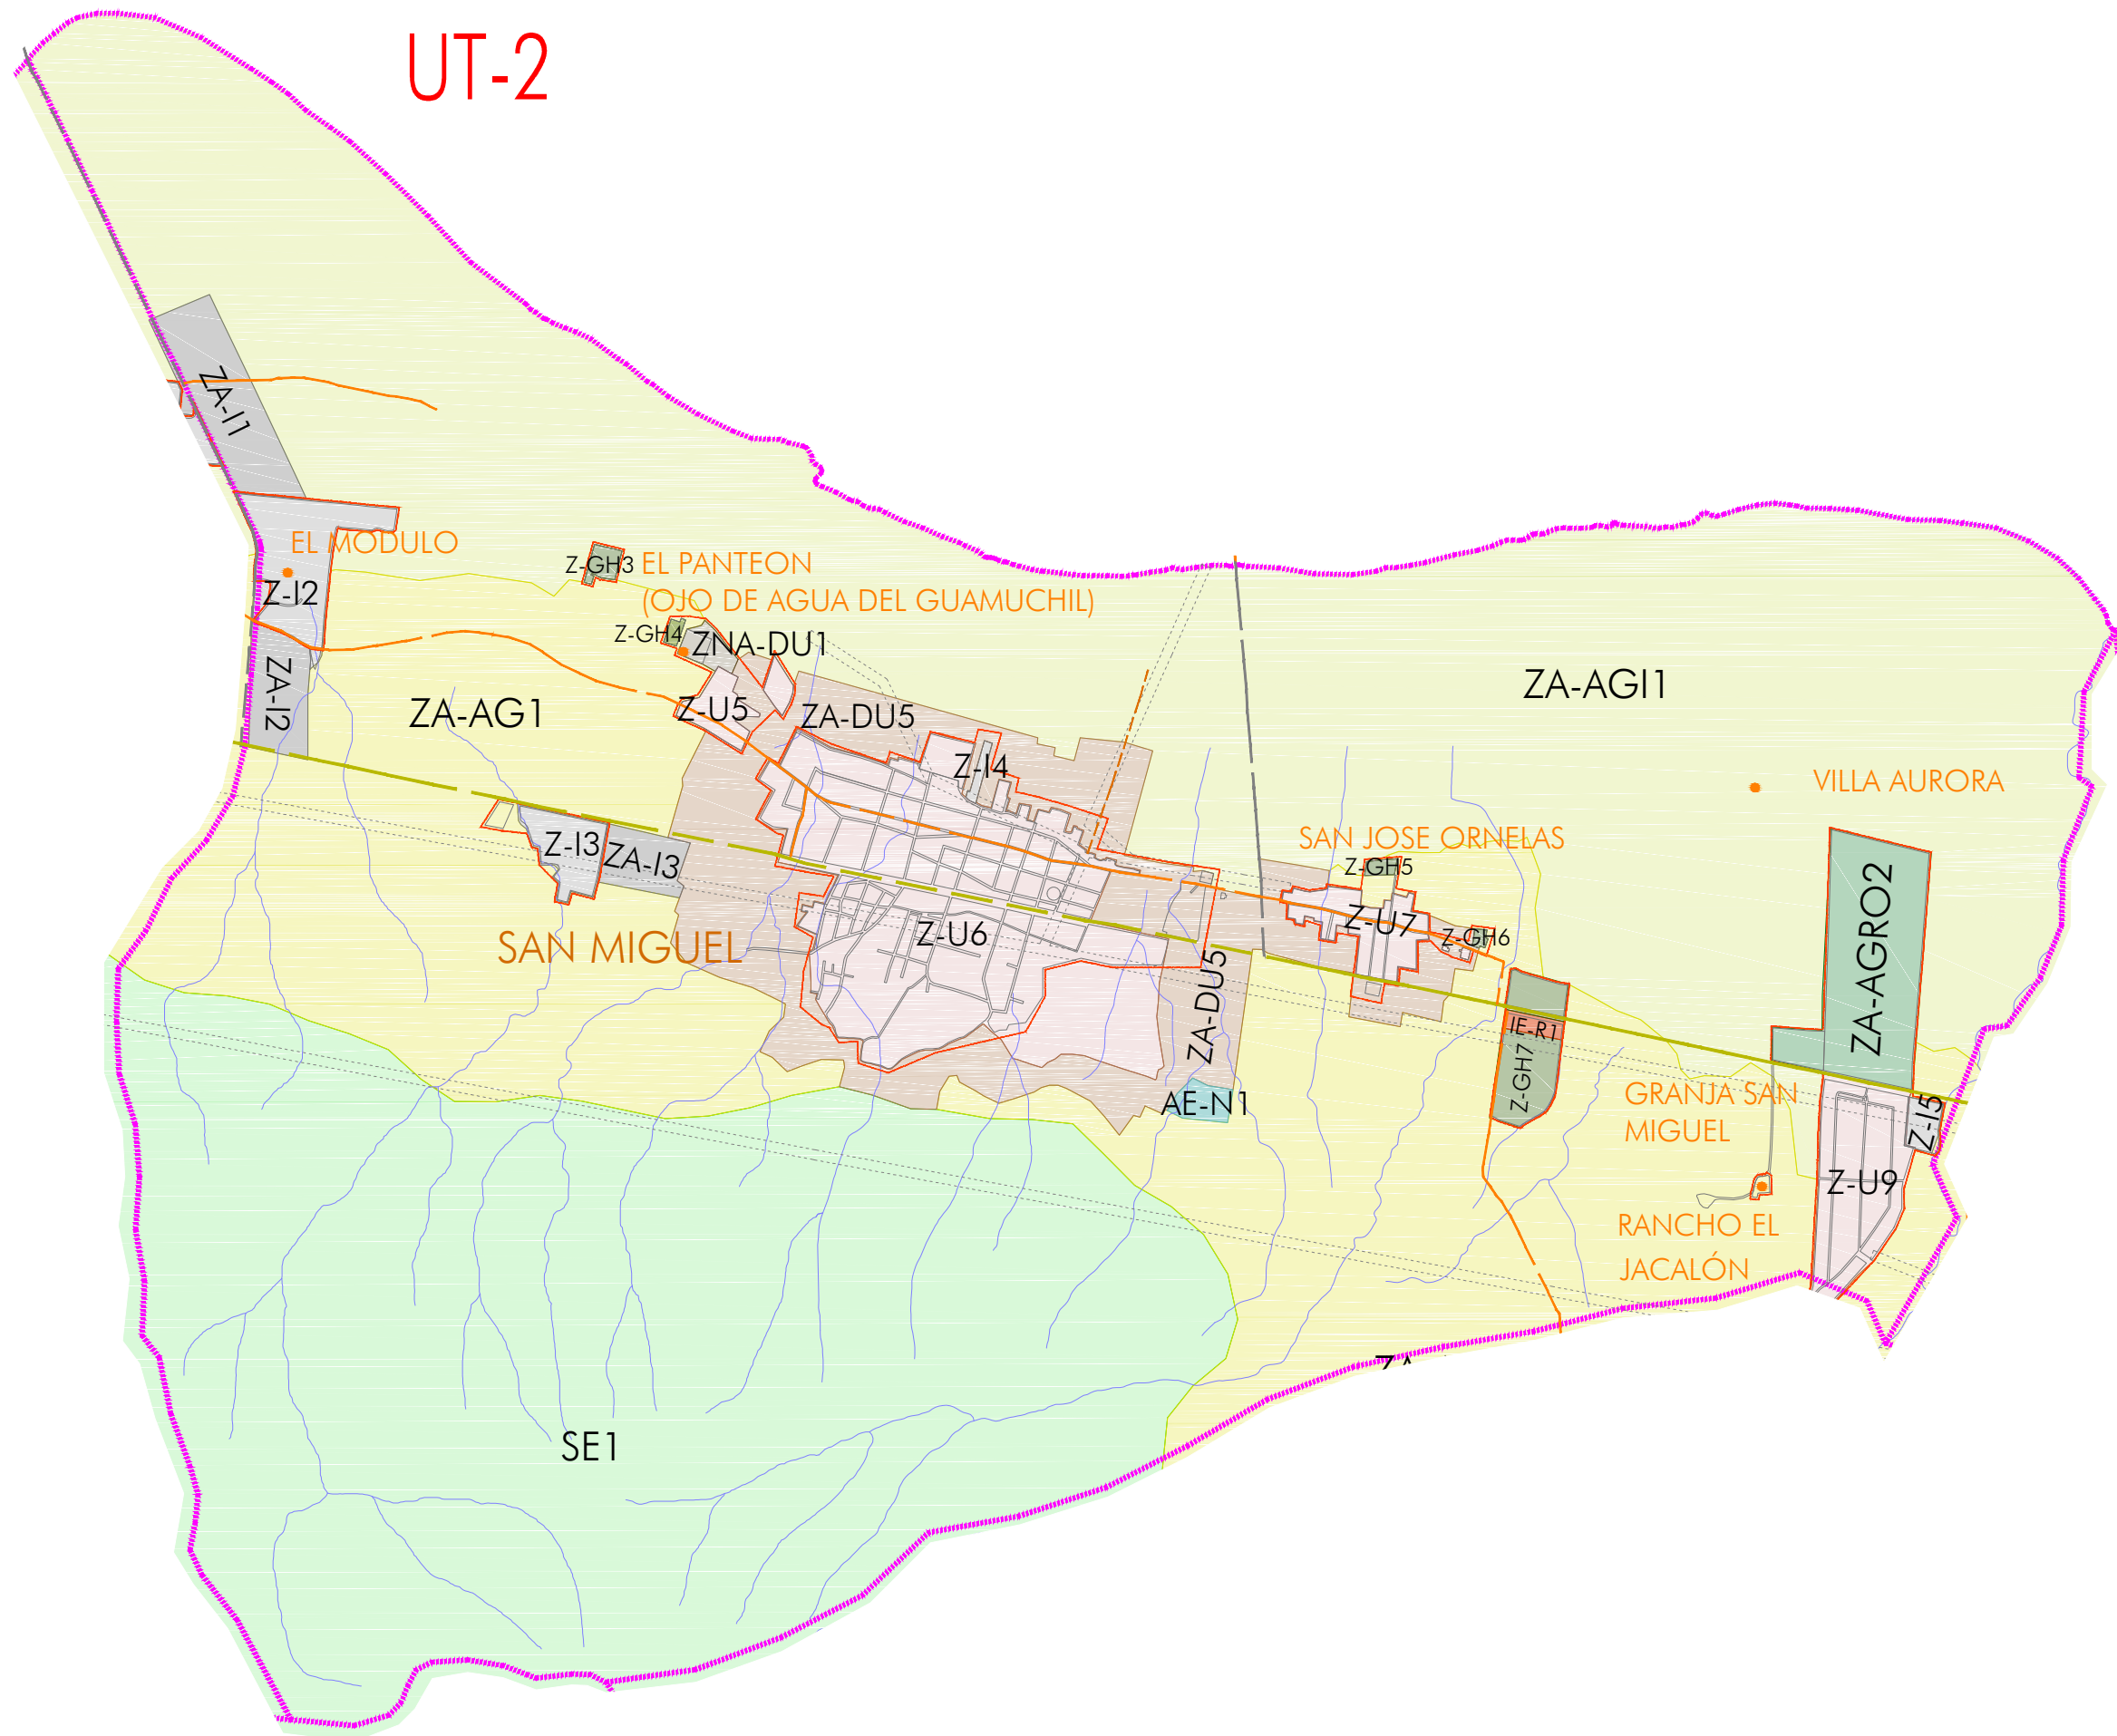 UT-2
ZA-I1
EL MODULO
Z-I2
Z-GH3
EL PANTEON
(OJO DE AGUA DEL GUAMUCHIL)
Z-GH4
ZNA-DU1
ZA-I2
ZA-AG1
Z-U5
ZA-DU5
Z-I4
ZA-AGI1
VILLA AURORA
Z-I3
ZA-I3
SAN JOSE ORNELAS
Z-GH5
Z-U7
Z-GH6
SAN MIGUEL
Z-U6
ZA-DU5
ZA-AGRO2
IE-R1
Z-GH7
AE-N1
GRANJA SAN
MIGUEL
Z-I5
Z-U9
RANCHO EL
JACALÓN
SE1